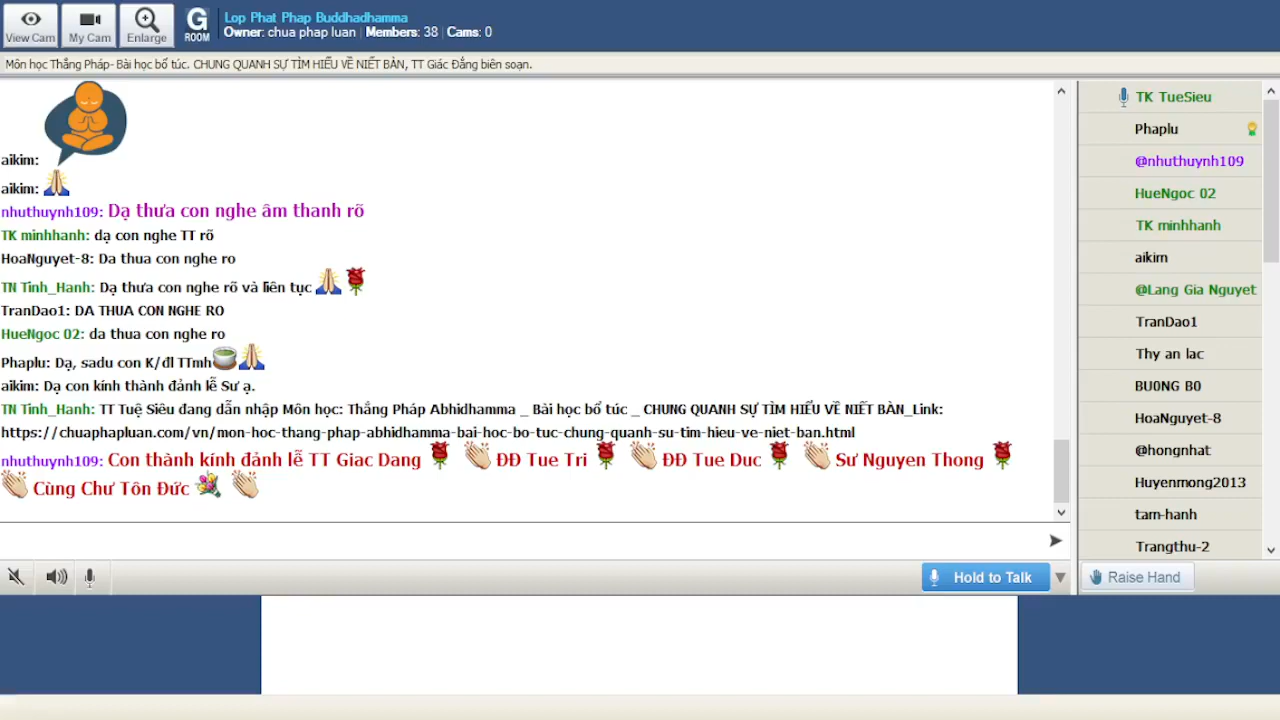 View Cam
My Cam
Enlarge
G
ROOM
Lop Phat Phap Buddhadhamma
Owner: chua phap luan | Members: 38 | Cams: 0
Môn học Thắng Pháp- Bài học bổ túc. CHUNG QUANH SỰ TÌM HIỂU VỀ NIẾT BÀN, TT Giác Đẳng biên soạn.
aikim:
aikim:
nhuthuynh109: Dạ thưa con nghe âm thanh rõ
TK minhhanh: dạ con nghe TT rõ
HoaNguyet-8: Da thua con nghe ro
TN Tinh_Hanh: Dạ thưa con nghe rõ và liên tục
TranDao1: DA THUA CON NGHE RO
HueNgoc 02: da thua con nghe ro
Phaplu: Dạ, sadu con K/đl TTmh
aikim: Dạ con kính thành đảnh lễ Sư ạ.
TN Tinh_Hanh: TT Tuệ Siêu đang dẫn nhập Môn học: Thắng Pháp Abhidhamma _ Bài học bổ túc _ CHUNG QUANH SỰ TÌM HIỂU VỀ NIẾT BÀN_Link:
https://chuaphapluan.com/vn/mon-hoc-thang-phap-abhidhamma-bai-hoc-bo-tuc-chung-quanh-su-tim-hieu-ve-niet-ban.html
nhuthuynh109: Con thành kính đảnh lễ TT Giac Dang ĐĐ Tue Tri ĐĐ Tue Duc Sư Nguyen Thong
Cùng Chư Tôn Đức
Hold to Talk
TK TueSieu
Phaplu
@nhuthuynh109
HueNgoc 02
TK minhhanh
aikim
@Lang Gia Nguyet
TranDao1
Thy an lac
BU0NG B0
HoaNguyet-8
@hongnhat
Huyenmong2013
tam-hanh
Trangthu-2
Raise Hand